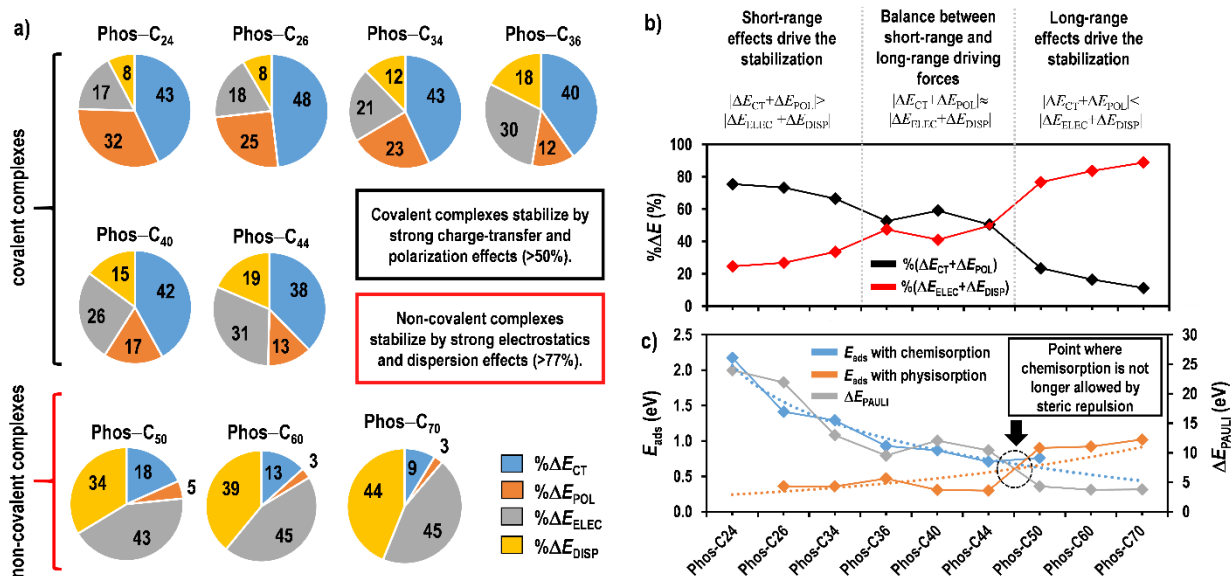 a)
Phos–C24
Phos–C26
Phos–C34
Phos–C36
8
17
43
32
8
18
48
25
12
21
43
23
18
40
30
12
covalent complexes
Phos–C40
Phos–C44
15
42
26
17
19
38
31
13
Covalent complexes stabilize by
strong charge-transfer and
polarization effects (>50%).
Non-covalent complexes
stabilize by strong electrostatics
and dispersion effects (>77%).
non-covalent complexes
Phos–C50
Phos–C60
Phos–C70
34
18
5
43
39
13
3
45
44
9
3
45
%ΔECT
%ΔEPOL
%ΔEELEC
%ΔEDISP
b)
Short-range
effects drive the
stabilization
|ΔECT+ΔEPOL|>
|ΔEELEC+ΔEDISP|
Balance between
short-range and
long-range driving
forces
|ΔECT+ΔEPOL|≈
|ΔEELEC+ΔEDISP|
Long-range
effects drive the
stabilization
|ΔECT+ΔEPOL|<
|ΔEELEC+ΔEDISP|
%ΔE (%)
100
80
60
40
20
0
%(ΔECT+ΔEPOL)
%(ΔEELEC+ΔEDISP)
c)
Eads (eV)
2.5
2.0
1.5
1.0
0.5
0.0
Eads with chemisorption
Eads with physisorption
ΔEPAULI
Point where
chemisorption is not
longer allowed by
steric repulsion
30
25
20
15
10
5
0
ΔEPAULI (eV)
Phos-C24
Phos-C26
Phos-C34
Phos-C36
Phos-C40
Phos-C44
Phos-C50
Phos-C60
Phos-C70